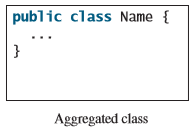 public class Name {
  ...
}
Aggregated class